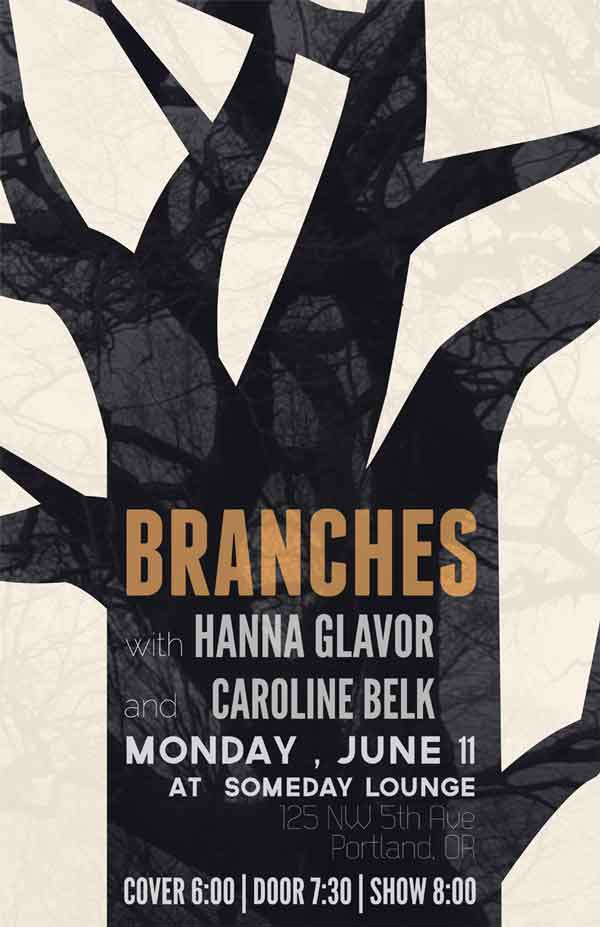 BRANCHES
with HANNA GLAVOR
and CAROLINE BELK
MONDAY , JUNE 11
AT SOMEDAY LOUNGE
125 NW 5th Ave
Portland, OR
COVER 6:00 | DOOR 7:30 | SHOW 8:00